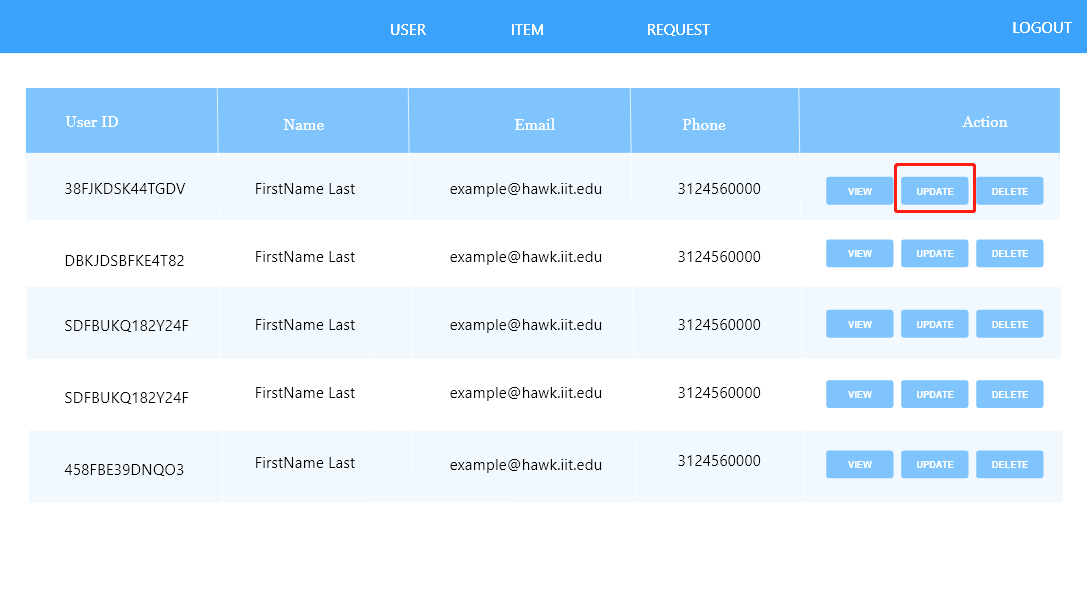 USER ITEM REQUEST LOGOUT
User ID Name Email Phone Action
38FJKDSK44TGDV FirstName Last example@hawk.iit.edu 3124560000 VIEW UPDATE DELETE
DBKJDSBFKE4T82 FirstName Last example@hawk.iit.edu 3124560000 VIEW UPDATE DELETE
SDFBUKQ182Y24F FirstName Last example@hawk.iit.edu 3124560000 VIEW UPDATE DELETE
SDFBUKQ182Y24F FirstName Last example@hawk.iit.edu 3124560000 VIEW UPDATE DELETE
458FBE39DNQO3 FirstName Last example@hawk.iit.edu 3124560000 VIEW UPDATE DELETE